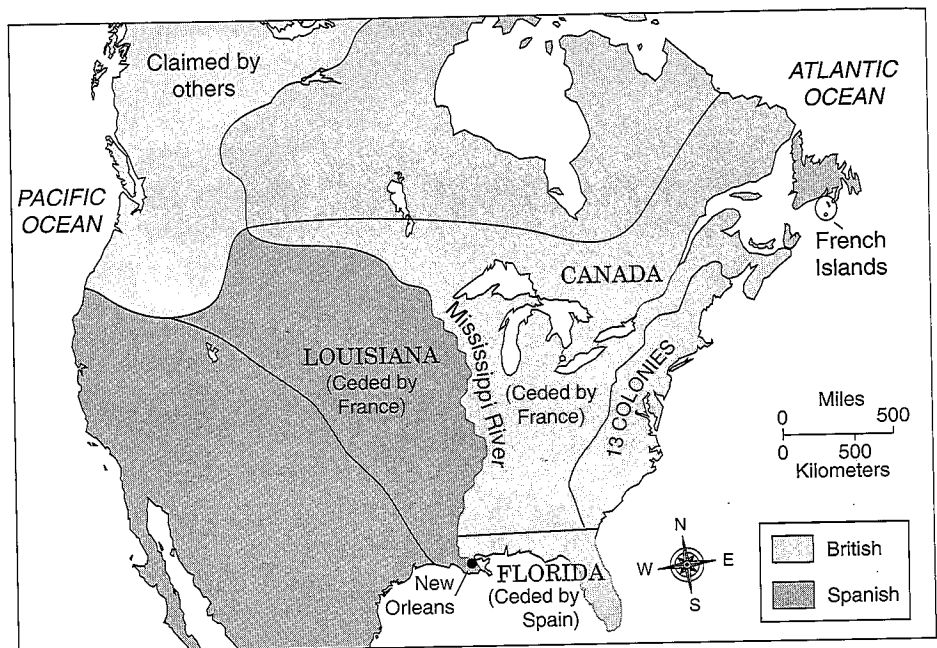 Claimed by
others
ATLANTIC
OCEAN
PACIFIC
OCEAN
French
Islands
CANADA
Mississippi River
LOUISIANA
(Ceded by
France)
(Ceded by
France)
13 COLONIES
Miles
0 500
0 500
Kilometers
N
W E
S
British
Spanish
New
Orleans
FLORIDA
(Ceded by
Spain)